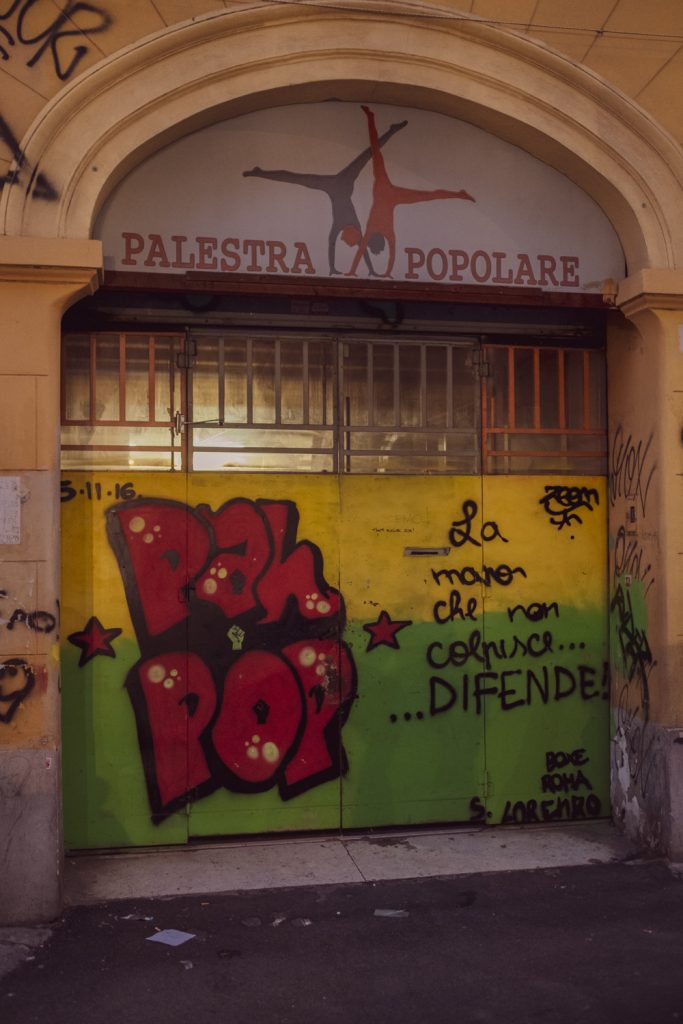 PALESTRA POPOLARE
5.11.16.
Pal
POP
La
mano
che non
colpisce...
...DIFENDE!
BOXE
ROMA
S. LORENZO